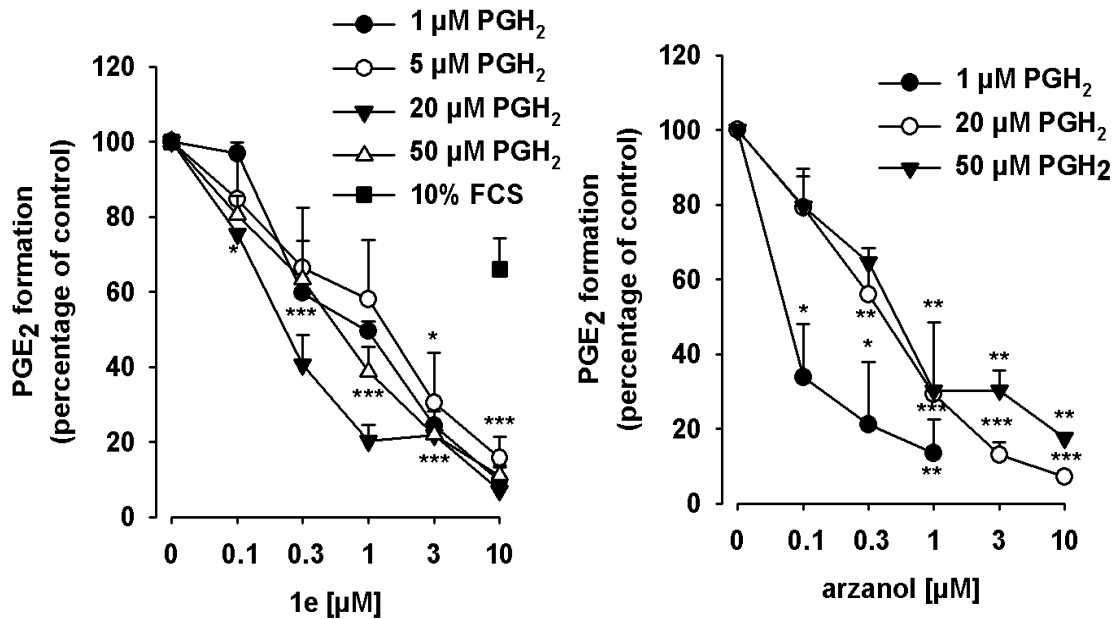 1 µM PGH2
5 µM PGH2
20 µM PGH2
50 µM PGH2
10% FCS
PGE2 formation
(percentage of control)
120
100
80
60
40
20
0
*
***
***
*
***
***
0 0.1 0.3 1 3 10
1e [µM]
1 µM PGH2
20 µM PGH2
50 µM PGH2
PGE2 formation
(percentage of control)
120
100
80
60
40
20
0
*
**
*
**
***
**
**
***
**
***
0 0.1 0.3 1 3 10
arzanol [µM]